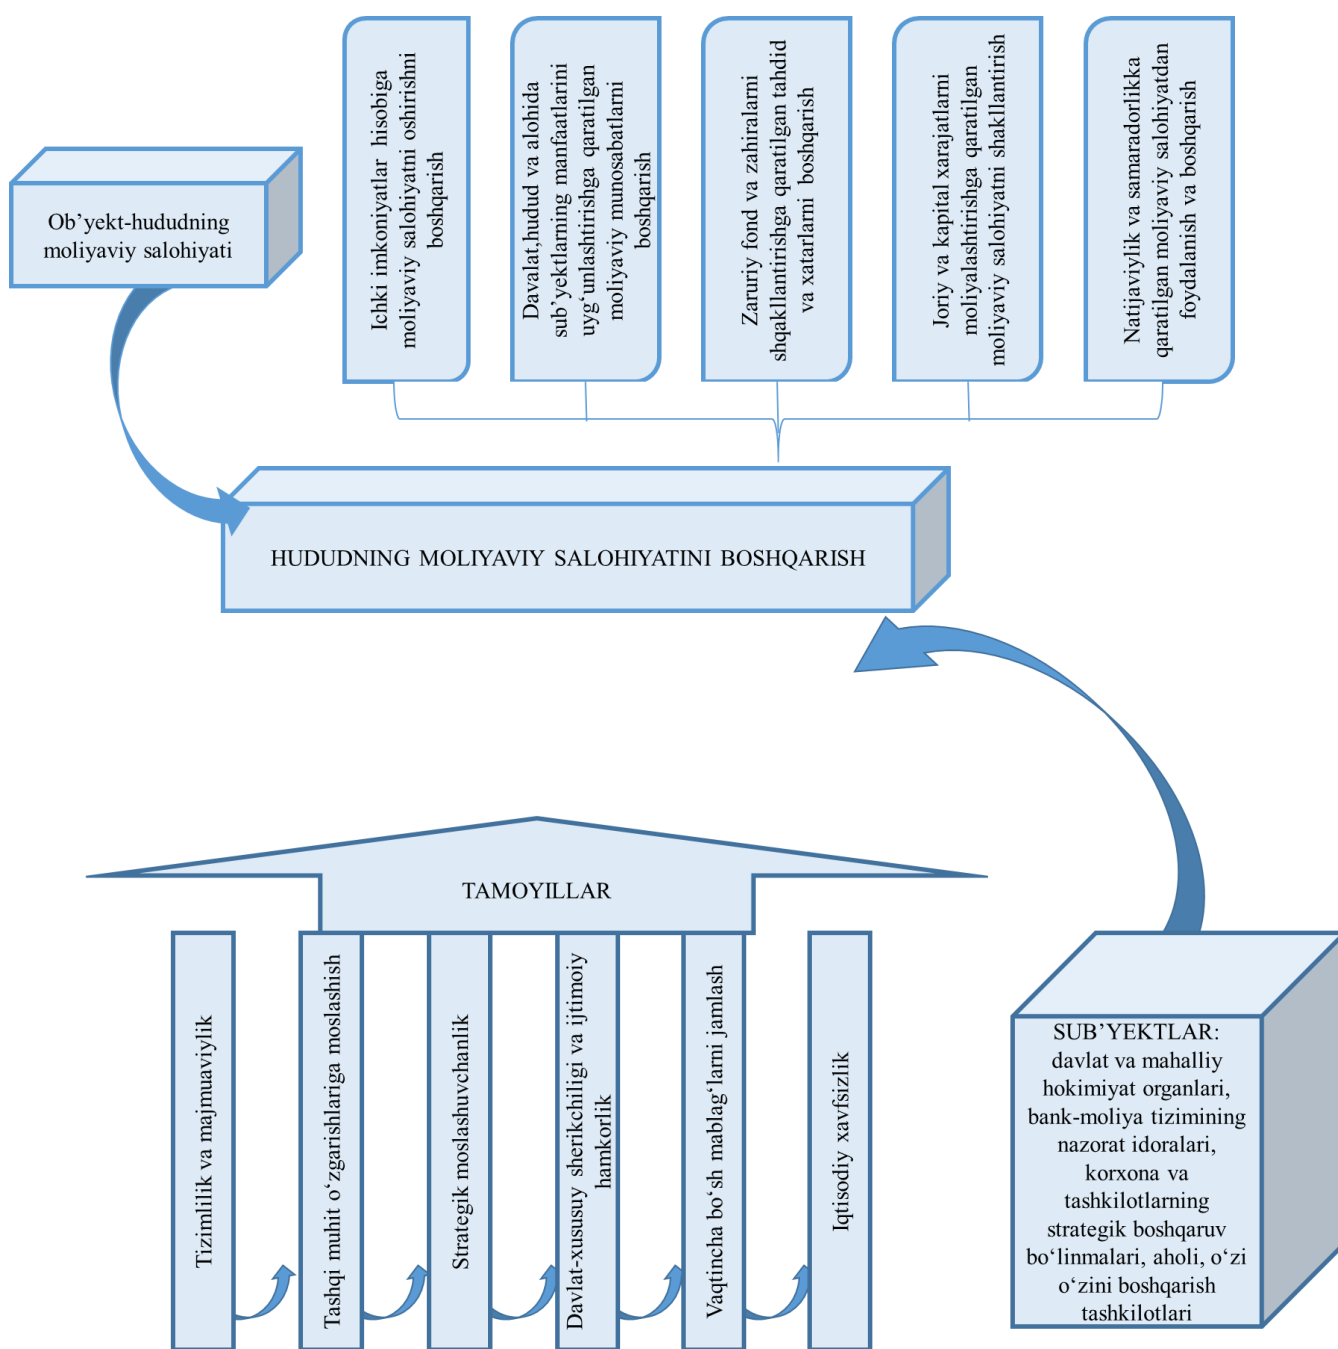 Ob’yekt-hududning
moliyaviy salohiyati
Ichki imkoniyatlar hisobiga
moliyaviy salohiyatni oshirishni
boshqarish
Davalat,hudud va alohida
sub’yektlarning manfaatlarini
uyg‘unlashtirishga qaratilgan
moliyaviy munosabatlarni
boshqarish
Zaruriy fond va zahiralarni
shqakllantirishga qaratilgan tahdid
va xatarlarni boshqarish
Joriy va kapital xarajatlarni
moliyalashtirishga qaratilgan
moliyaviy salohiyatni shakllantirish
Natijaviylik va samaradorlikka
qaratilgan moliyaviy salohiyatdan
foydalanish va boshqarish
HUDUDNING MOLIYAVIY SALOHIYATINI BOSHQARISH
TAMOYILLAR
Tizimlilik va majmuaviylik
Tashqi muhit o‘zgarishlariga moslashish
Strategik moslashuvchanlik
Davlat-xususuy sherikchiligi va ijtimoiy
hamkorlik
Vaqtincha bo‘sh mablag‘larni jamlash
Iqtisodiy xavfsizlik
SUB’YEKTLAR:
davlat va mahalliy
hokimiyat organlari,
bank-moliya tizimining
nazorat idoralari,
korxona va
tashkilotlarning
strategik boshqaruv
bo‘linmalari, aholi, o‘zi
o‘zini boshqarish
tashkilotlari